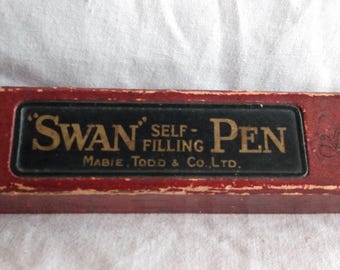 "SWAN" SELF-FILLING PEN
MABIE, TODD & CO., LTD.